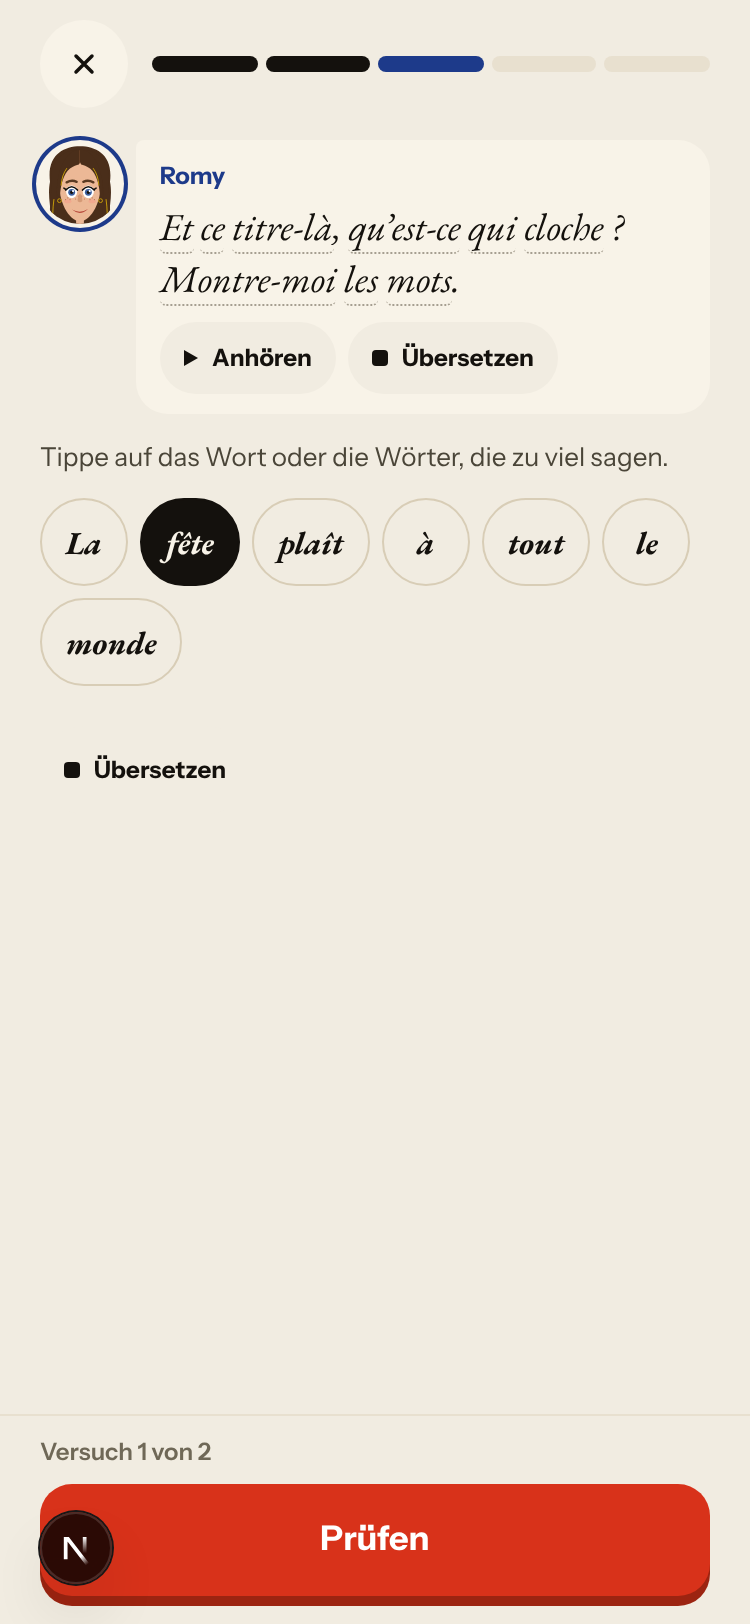 Romy
Et ce titre-là, qu’est-ce qui cloche ?
Montre-moi les mots.
Anhören
Übersetzen
Tippe auf das Wort oder die Wörter, die zu viel sagen.
La
fête
plaît
à
tout
le
monde
Übersetzen
Versuch 1 von 2
Prüfen
N